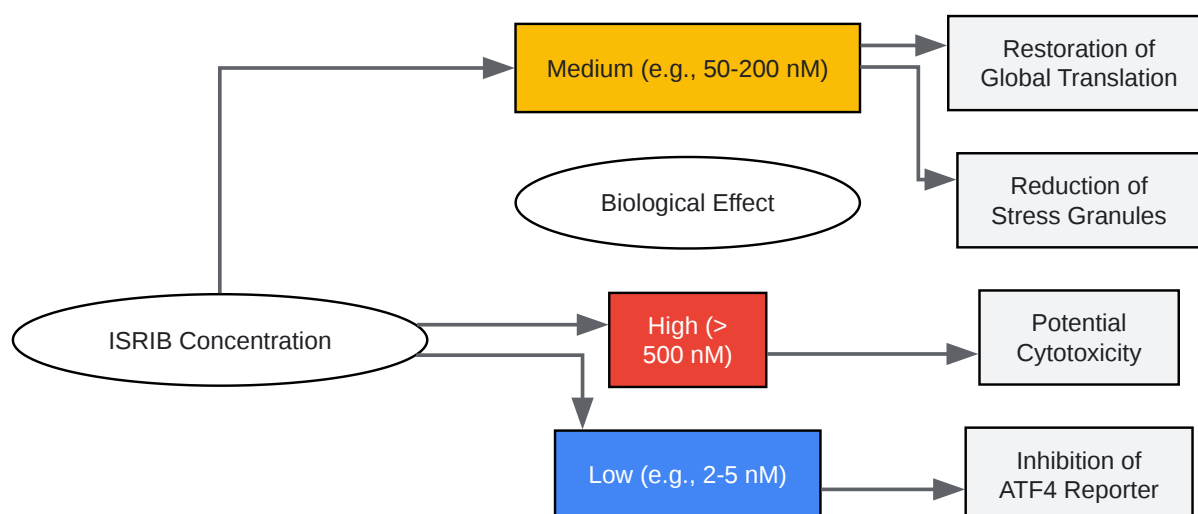 Medium (e.g., 50-200 nM)
Restoration of
Global Translation
Biological Effect
Reduction of
Stress Granules
ISRIB Concentration
High (>
500 nM)
Potential
Cytotoxicity
Low (e.g., 2-5 nM)
Inhibition of
ATF4 Reporter